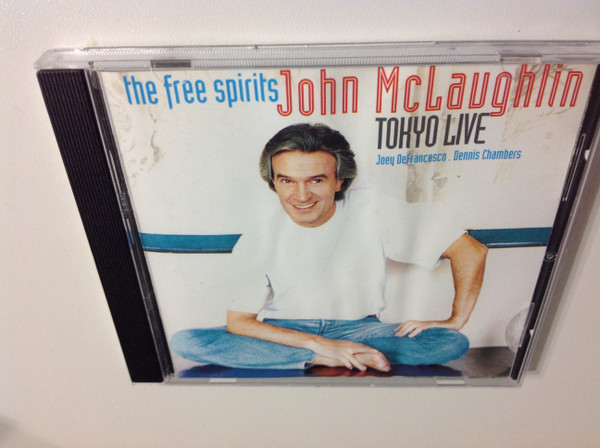 the free spirits John McLaughlin
TOKYO LIVE
Joey DeFrancesco . Dennis Chambers